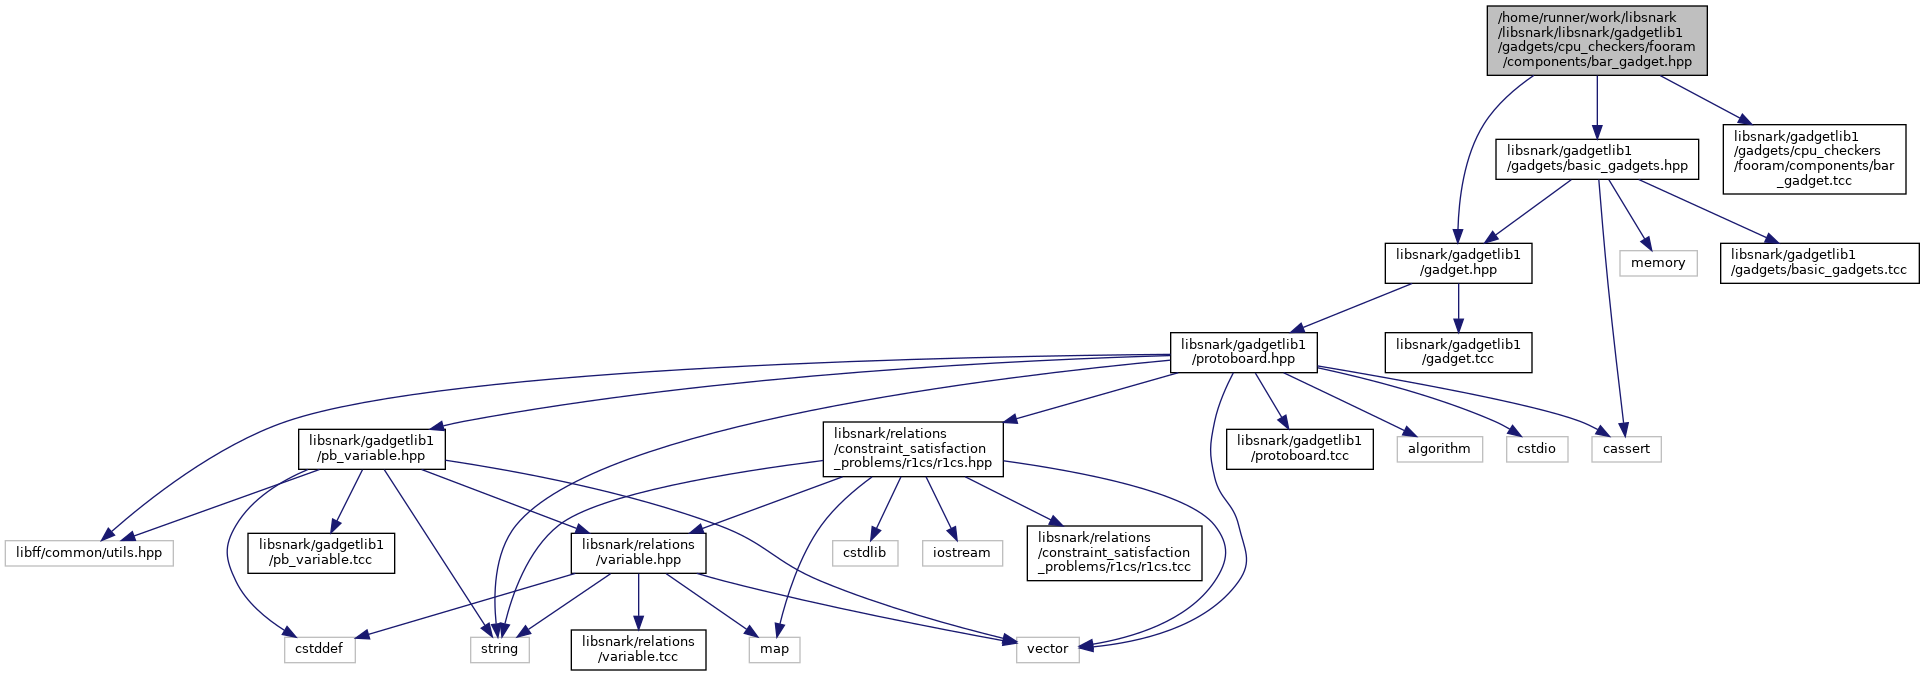 /home/runner/work/libsnark
/libsnark/libsnark/gadgetlib1
/gadgets/cpu_checkers/fooram
/components/bar_gadget.hpp
libsnark/gadgetlib1
/gadgets/basic_gadgets.hpp
libsnark/gadgetlib1
/gadgets/cpu_checkers
/fooram/components/bar
_gadget.tcc
libsnark/gadgetlib1
/gadget.hpp
memory
libsnark/gadgetlib1
/gadgets/basic_gadgets.tcc
libsnark/gadgetlib1
/protoboard.hpp
libsnark/gadgetlib1
/gadget.tcc
libsnark/gadgetlib1
/pb_variable.hpp
libsnark/relations
/constraint_satisfaction
_problems/r1cs/r1cs.hpp
libsnark/gadgetlib1
/protoboard.tcc
algorithm
cstdio
cassert
libff/common/utils.hpp
libsnark/gadgetlib1
/pb_variable.tcc
libsnark/relations
/variable.hpp
cstdlib
iostream
libsnark/relations
/constraint_satisfaction
_problems/r1cs/r1cs.tcc
cstddef
string
libsnark/relations
/variable.tcc
map
vector